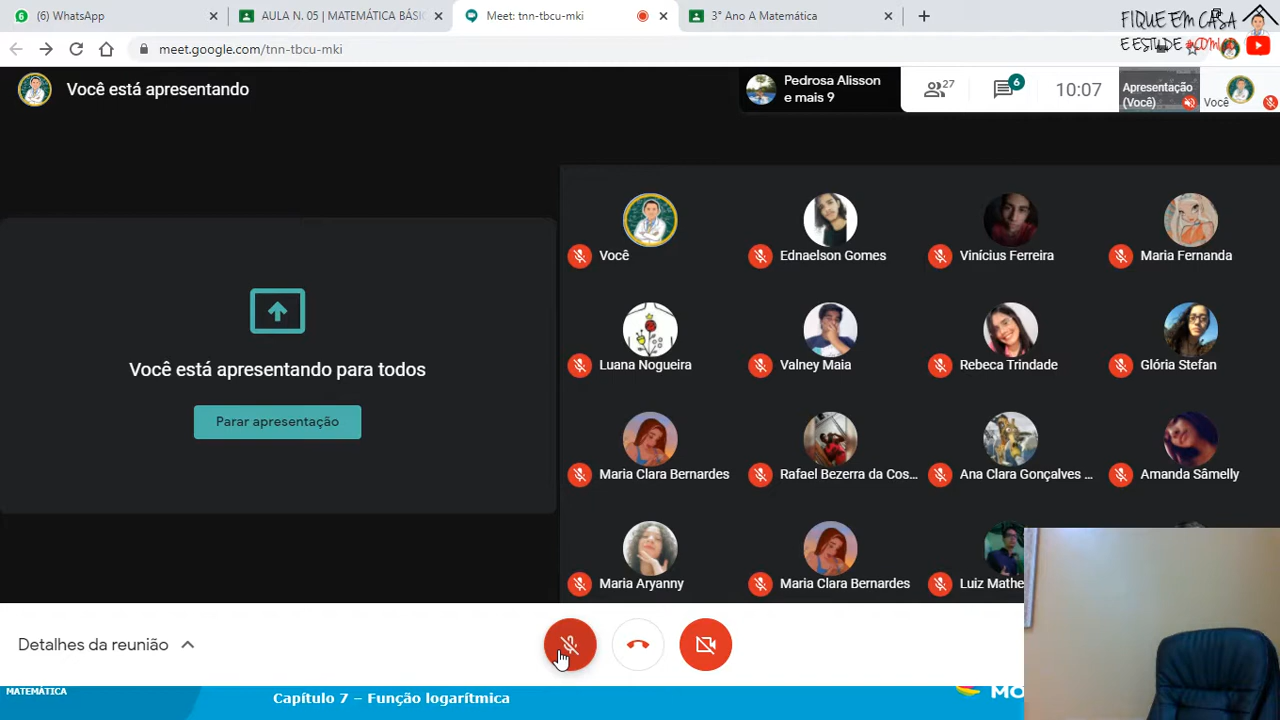 (6) WhatsApp
AULA N. 05 | MATEMÁTICA BÁSIC
Meet: tnn-tbcu-mki
3° Ano A Matemática
FIQUE EM CASA
E ESTUDE
meet.google.com/tnn-tbcu-mki
Você está apresentando
Pedrosa Alisson
e mais 9
27
6
10:07
Apresentação
(Você)
Você
Você
Ednaelson Gomes
Vinícius Ferreira
Maria Fernanda
Luana Nogueira
Valney Maia
Rebeca Trindade
Glória Stefan
Você está apresentando para todos
Parar apresentação
Maria Clara Bernardes
Rafael Bezerra da Cos...
Ana Clara Gonçalves ...
Amanda Sâmelly
Maria Aryanny
Maria Clara Bernardes
Luiz Mathe
Detalhes da reunião
MATEMÁTICA
Capítulo 7 – Função logarítmica